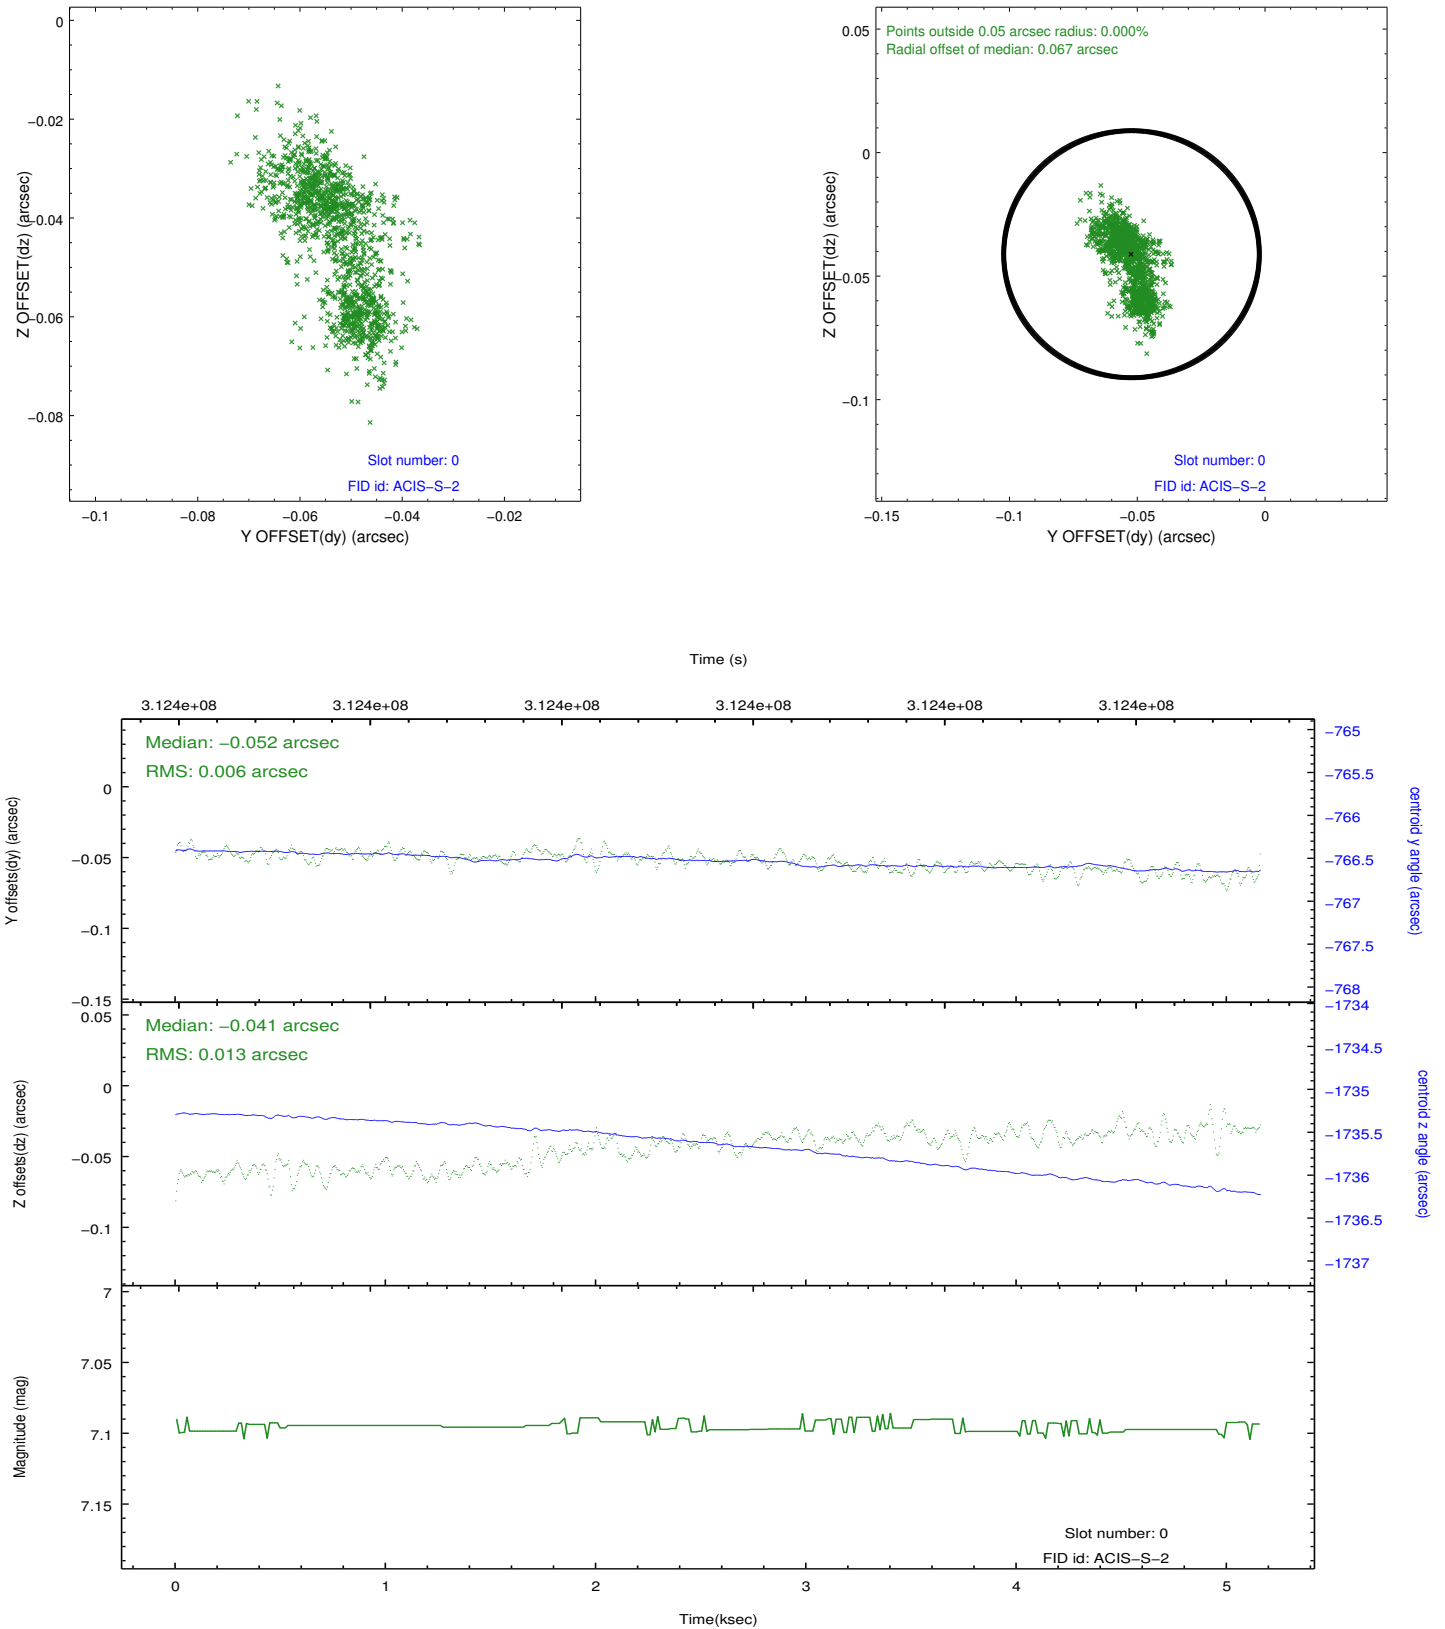 0
−0.02
−0.04
−0.06
−0.08
Z OFFSET(dz) (arcsec)
Slot number: 0
FID id: ACIS−S−2
−0.1 −0.08 −0.06 −0.04 −0.02
Y OFFSET(dy) (arcsec)
Points outside 0.05 arcsec radius: 0.000%
Radial offset of median: 0.067 arcsec
0.05
0
−0.05
−0.1
Z OFFSET(dz) (arcsec)
Slot number: 0
FID id: ACIS−S−2
−0.15 −0.1 −0.05 0
Y OFFSET(dy) (arcsec)
Time (s)
3.124e+08 3.124e+08 3.124e+08 3.124e+08 3.124e+08 3.124e+08
Median: −0.052 arcsec
RMS: 0.006 arcsec
0
−0.05
−0.1
−0.15
Y offsets(dy) (arcsec)
−765
−765.5
−766
−766.5
−767
−767.5
−768
centroid y angle (arcsec)
Median: −0.041 arcsec
RMS: 0.013 arcsec
0.05
0
−0.05
−0.1
Z offsets(dz) (arcsec)
−1734
−1734.5
−1735
−1735.5
−1736
−1736.5
−1737
centroid z angle (arcsec)
7
7.05
7.1
7.15
Magnitude (mag)
Slot number: 0
FID id: ACIS−S−2
0 1 2 3 4 5
Time(ksec)